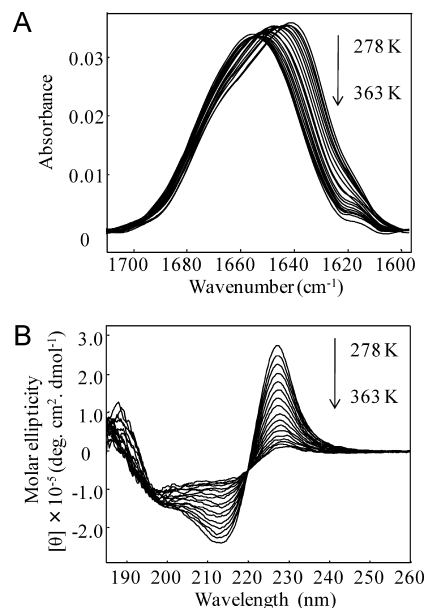 A
278 K
363 K
Absorbance
0.03
0.02
0.01
0
1700 1680 1660 1640 1620 1600
Wavenumber (cm-1)
B
278 K
363 K
Molar ellipticity
[θ] ×10-5 (deg. cm2. dmol-1)
3.0
2.0
1.0
0
-1.0
-2.0
190 200 210 220 230 240 250 260
Wavelength (nm)